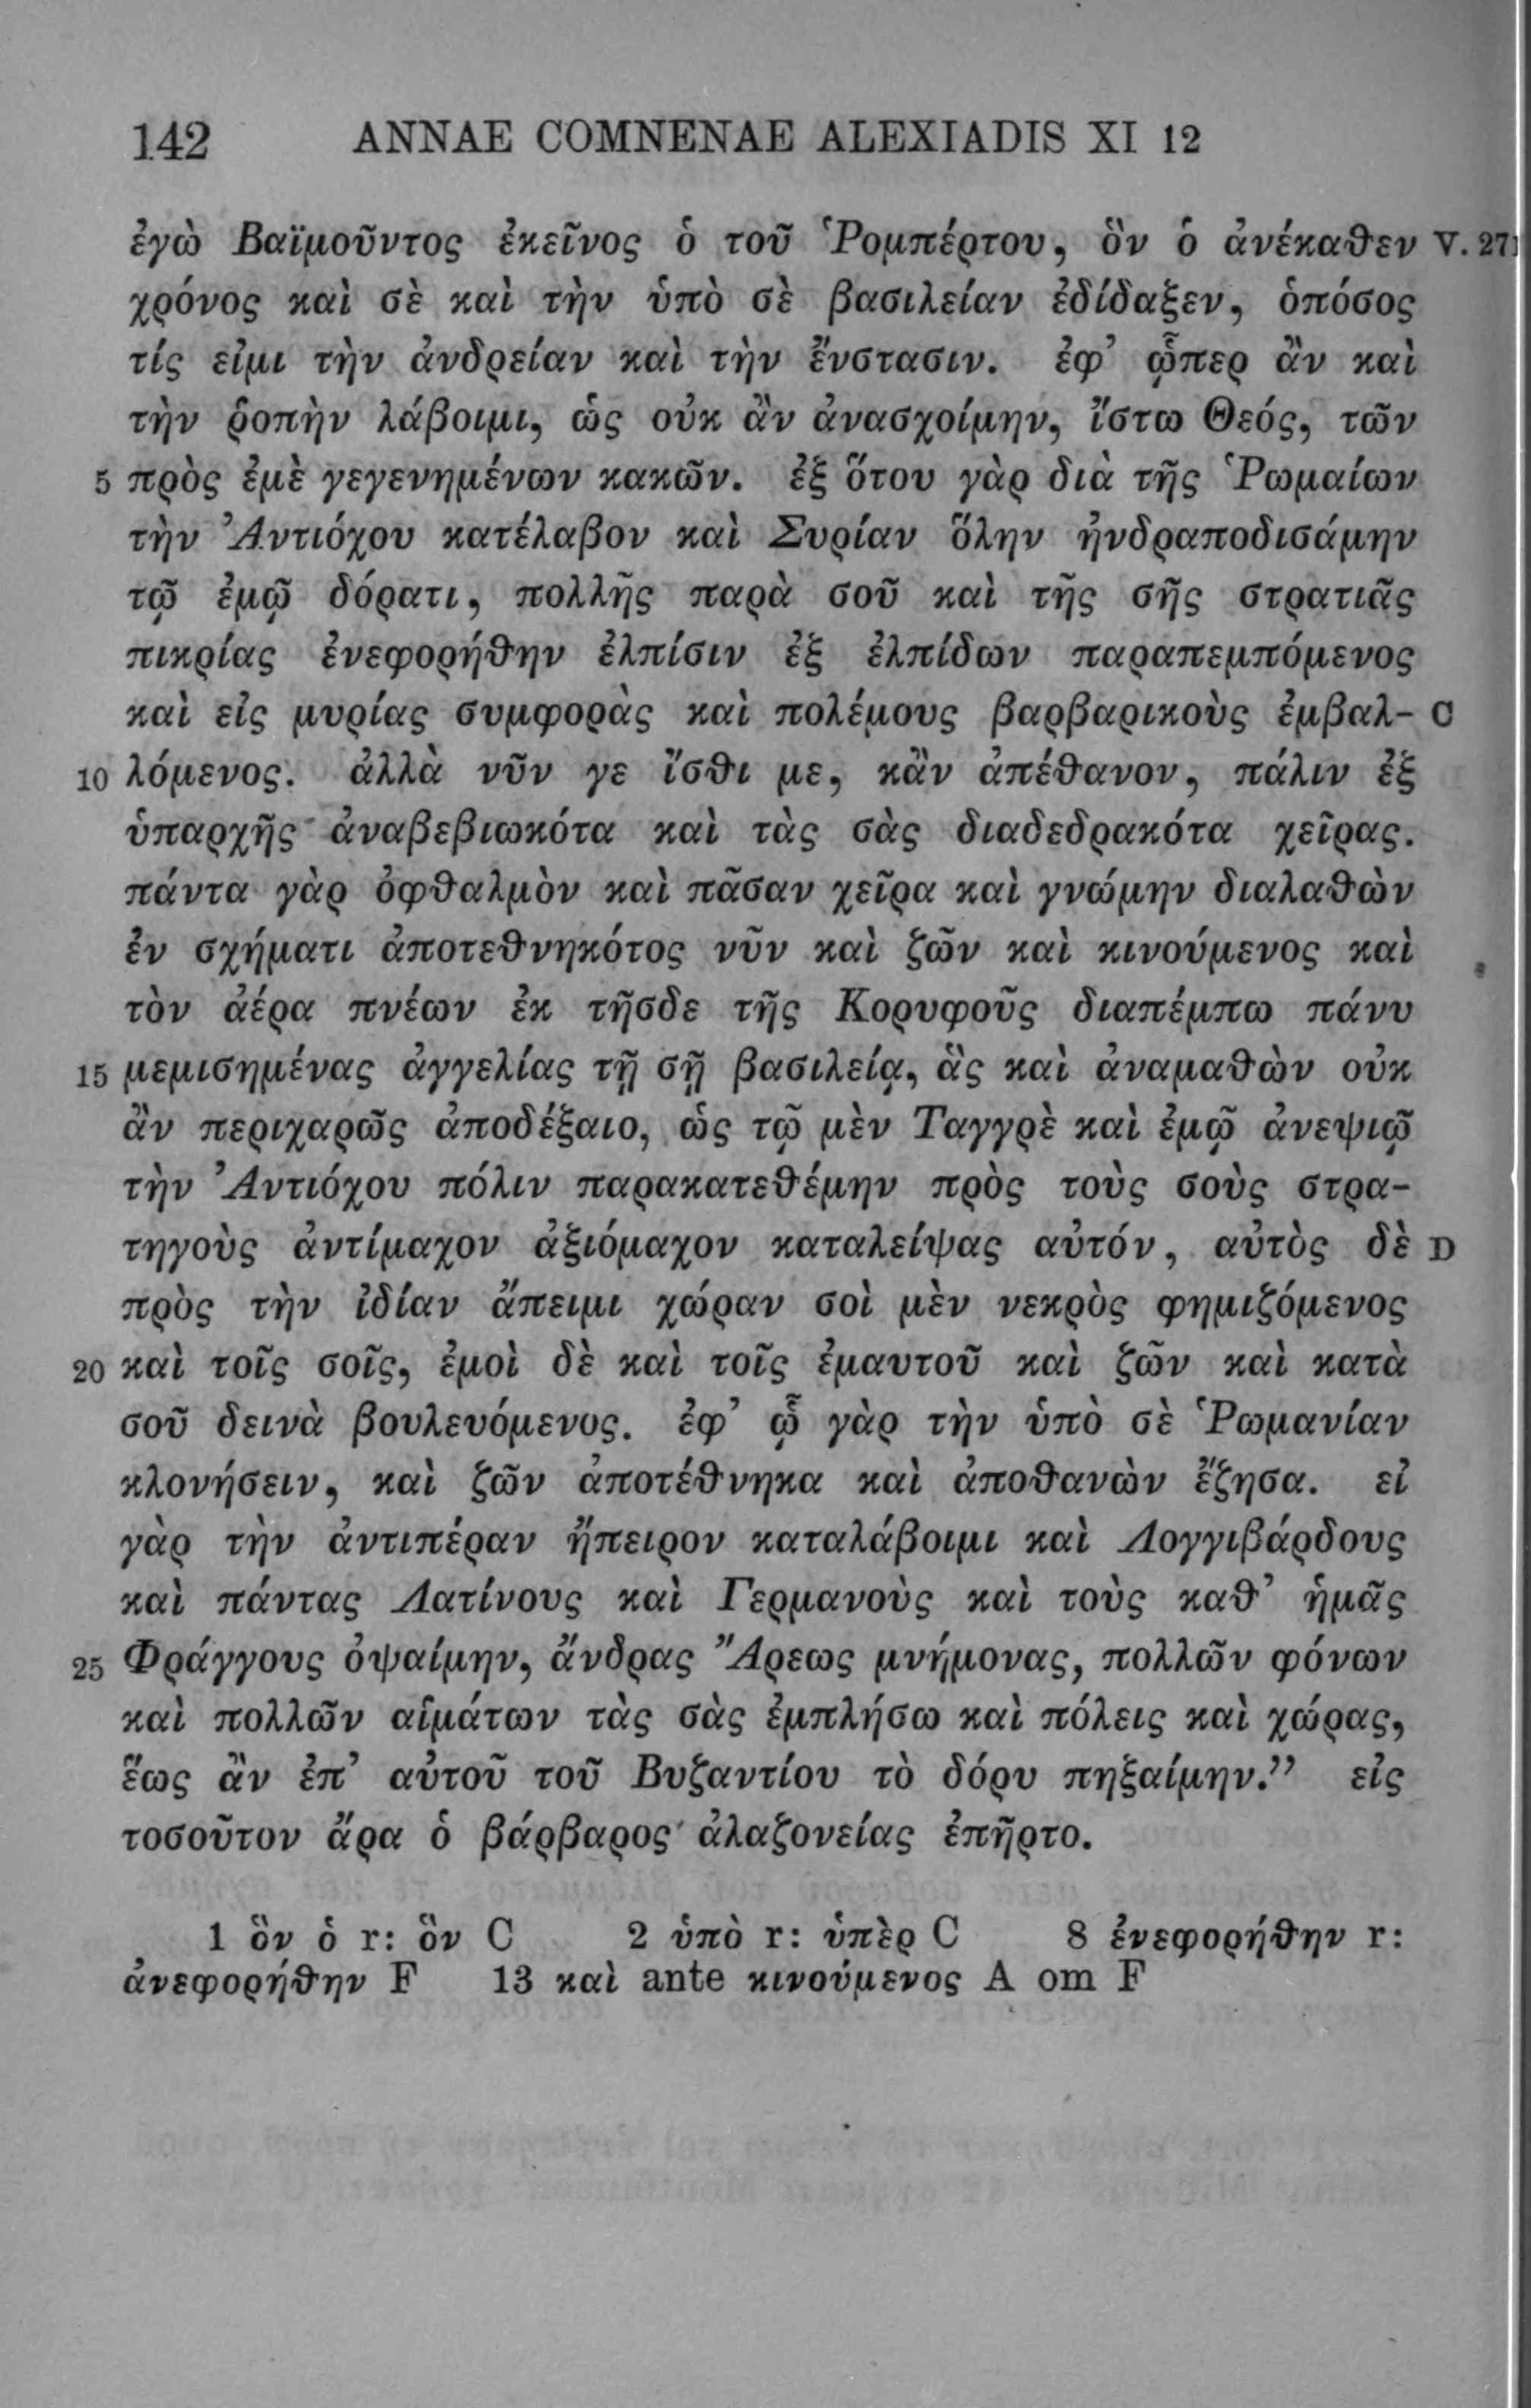 142 ANNAE COMNENAE ALEXIADIS XI 12
ἐγὼ Βαϊμοῦντος ἐκεῖνος ὁ τοῦ Ῥομπέρτου, ὃν ὁ ἀνέκαθεν V. 271
χρόνος καὶ σὲ καὶ τὴν ὑπὸ σὲ βασιλείαν ἐδίδαξεν, ὁπόσος
τίς εἰμι τὴν ἀνδρείαν καὶ τὴν ἔνστασιν. ἐφ’ ᾧπερ ἂν καὶ
τὴν ῥοπὴν λάβοιμι, ὡς οὐκ ἂν ἀνασχοίμην, ἴστω Θεός, τῶν
5 πρὸς ἐμὲ γεγενημένων κακῶν. ἐξ ὅτου γὰρ διὰ τῆς Ῥωμαίων
τὴν Ἀντιόχου κατέλαβον καὶ Συρίαν ὅλην ἠνδραποδισάμην
τῷ ἐμῷ δόρατι, πολλῆς παρὰ σοῦ καὶ τῆς σῆς στρατιᾶς
πικρίας ἐνεφορήθην ἐλπίσιν ἐξ ἐλπίδων παραπεμπόμενος
καὶ εἰς μυρίας συμφορὰς καὶ πολέμους βαρβαρικοὺς ἐμβαλ- C
10 λόμενος. ἀλλὰ νῦν γε ἴσθι με, κἂν ἀπέθανον, πάλιν ἐξ
ὑπαρχῆς ἀναβεβιωκότα καὶ τὰς σὰς διαδεδρακότα χεῖρας.
πάντα γὰρ ὀφθαλμὸν καὶ πᾶσαν χεῖρα καὶ γνώμην διαλαθὼν
ἐν σχήματι ἀποτεθνηκότος νῦν καὶ ζῶν καὶ κινούμενος καὶ
τὸν ἀέρα πνέων ἐκ τῆσδε τῆς Κορυφοῦς διαπέμπω πάνυ
15 μεμισημένας ἀγγελίας τῇ σῇ βασιλείᾳ, ἃς καὶ ἀναμαθὼν οὐκ
ἂν περιχαρῶς ἀποδέξαιο, ὡς τῷ μὲν Ταγγρὲ καὶ ἐμῷ ἀνεψιῷ
τὴν Ἀντιόχου πόλιν παρακατεθέμην πρὸς τοὺς σοὺς στρα-
τηγοὺς ἀντίμαχον ἀξιόμαχον καταλείψας αὐτόν, αὐτὸς δὲ D
πρὸς τὴν ἰδίαν ἄπειμι χώραν σοὶ μὲν νεκρὸς φημιζόμενος
20 καὶ τοῖς σοῖς, ἐμοὶ δὲ καὶ τοῖς ἐμαυτοῦ καὶ ζῶν καὶ κατὰ
σοῦ δεινὰ βουλευόμενος. ἐφ’ ᾧ γὰρ τὴν ὑπὸ σὲ Ῥωμανίαν
κλονήσειν, καὶ ζῶν ἀποτέθνηκα καὶ ἀποθανὼν ἔζησα. εἰ
γὰρ τὴν ἀντιπέραν ἤπειρον καταλάβοιμι καὶ Λογγιβάρδους
καὶ πάντας Λατίνους καὶ Γερμανοὺς καὶ τοὺς καθ’ ἡμᾶς
25 Φράγγους ὀψαίμην, ἄνδρας Ἄρεως μνήμονας, πολλῶν φόνων
καὶ πολλῶν αἱμάτων τὰς σὰς ἐμπλήσω καὶ πόλεις καὶ χώρας,
ἕως ἂν ἐπ’ αὐτοῦ τοῦ Βυζαντίου τὸ δόρυ πηξαίμην.” εἰς
τοσοῦτον ἄρα ὁ βάρβαρος ἀλαζονείας ἐπῆρτο.
1 ὃν ὁ r: ὃν C 2 ὑπὸ r: ὑπὲρ C 8 ἐνεφορήθην r:
ἀνεφορήθην F 13 καὶ ante κινούμενος A om F